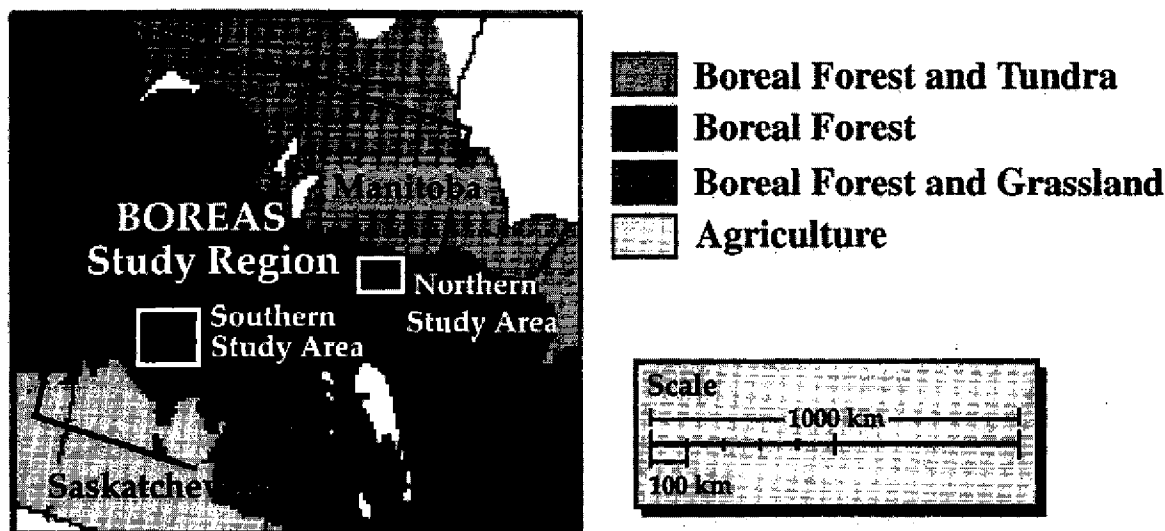 Manitoba
BOREAS
Study Region
Northern
Study Area
Southern
Study Area
Boreal Forest and Tundra
Boreal Forest
Boreal Forest and Grassland
Agriculture
Scale
1000 km
100 km